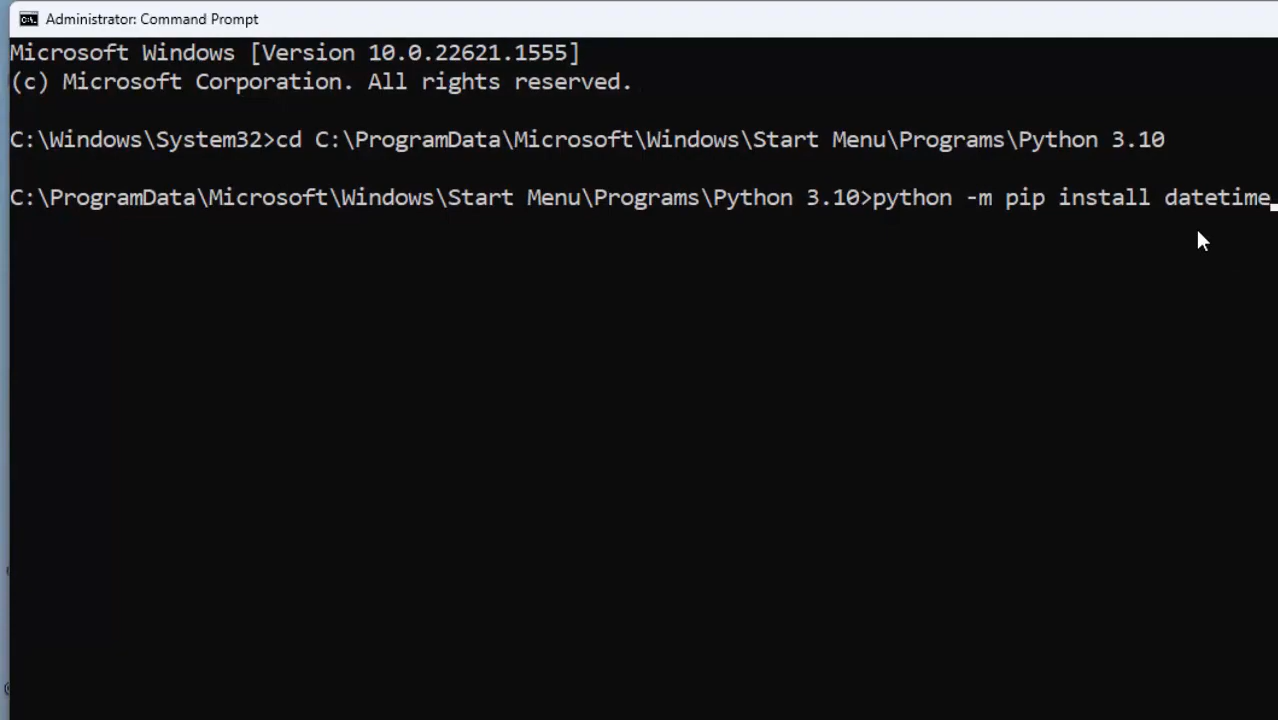 Administrator: Command Prompt
Microsoft Windows [Version 10.0.22621.1555]
(c) Microsoft Corporation. All rights reserved.
C:\Windows\System32>cd C:\ProgramData\Microsoft\Windows\Start Menu\Programs\Python 3.10
C:\ProgramData\Microsoft\Windows\Start Menu\Programs\Python 3.10>python -m pip install datetime